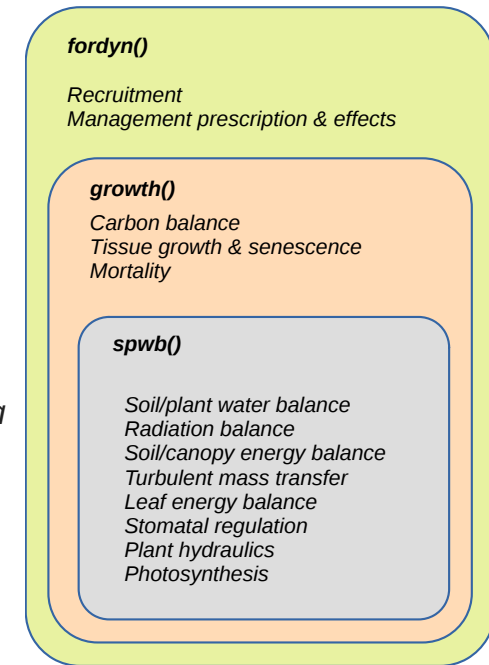 fordyn()
Recruitment
Management prescription & effects
growth()
Carbon balance
Tissue growth & senescence
Mortality
spwb()
Soil/plant water balance
Radiation balance
Soil/canopy energy balance
Turbulent mass transfer
Leaf energy balance
Stomatal regulation
Plant hydraulics
Photosynthesis